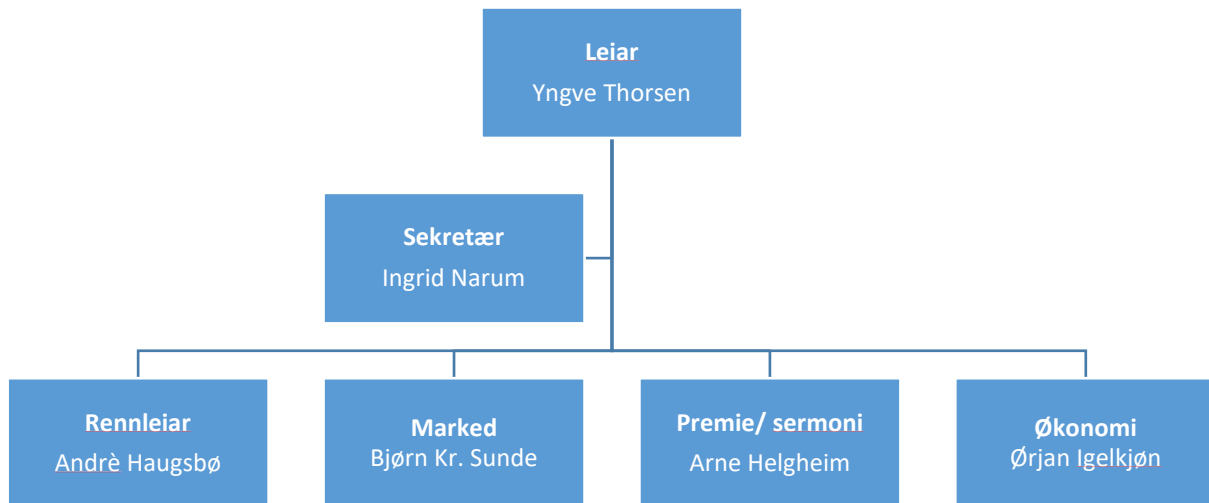 Leiar
Yngve Thorsen
Sekretær
Ingrid Narum
Rennleiar
Andrè Haugsbø
Marked
Bjørn Kr. Sunde
Premie/ sermoni
Arne Helgheim
Økonomi
Ørjan Igelkjøn